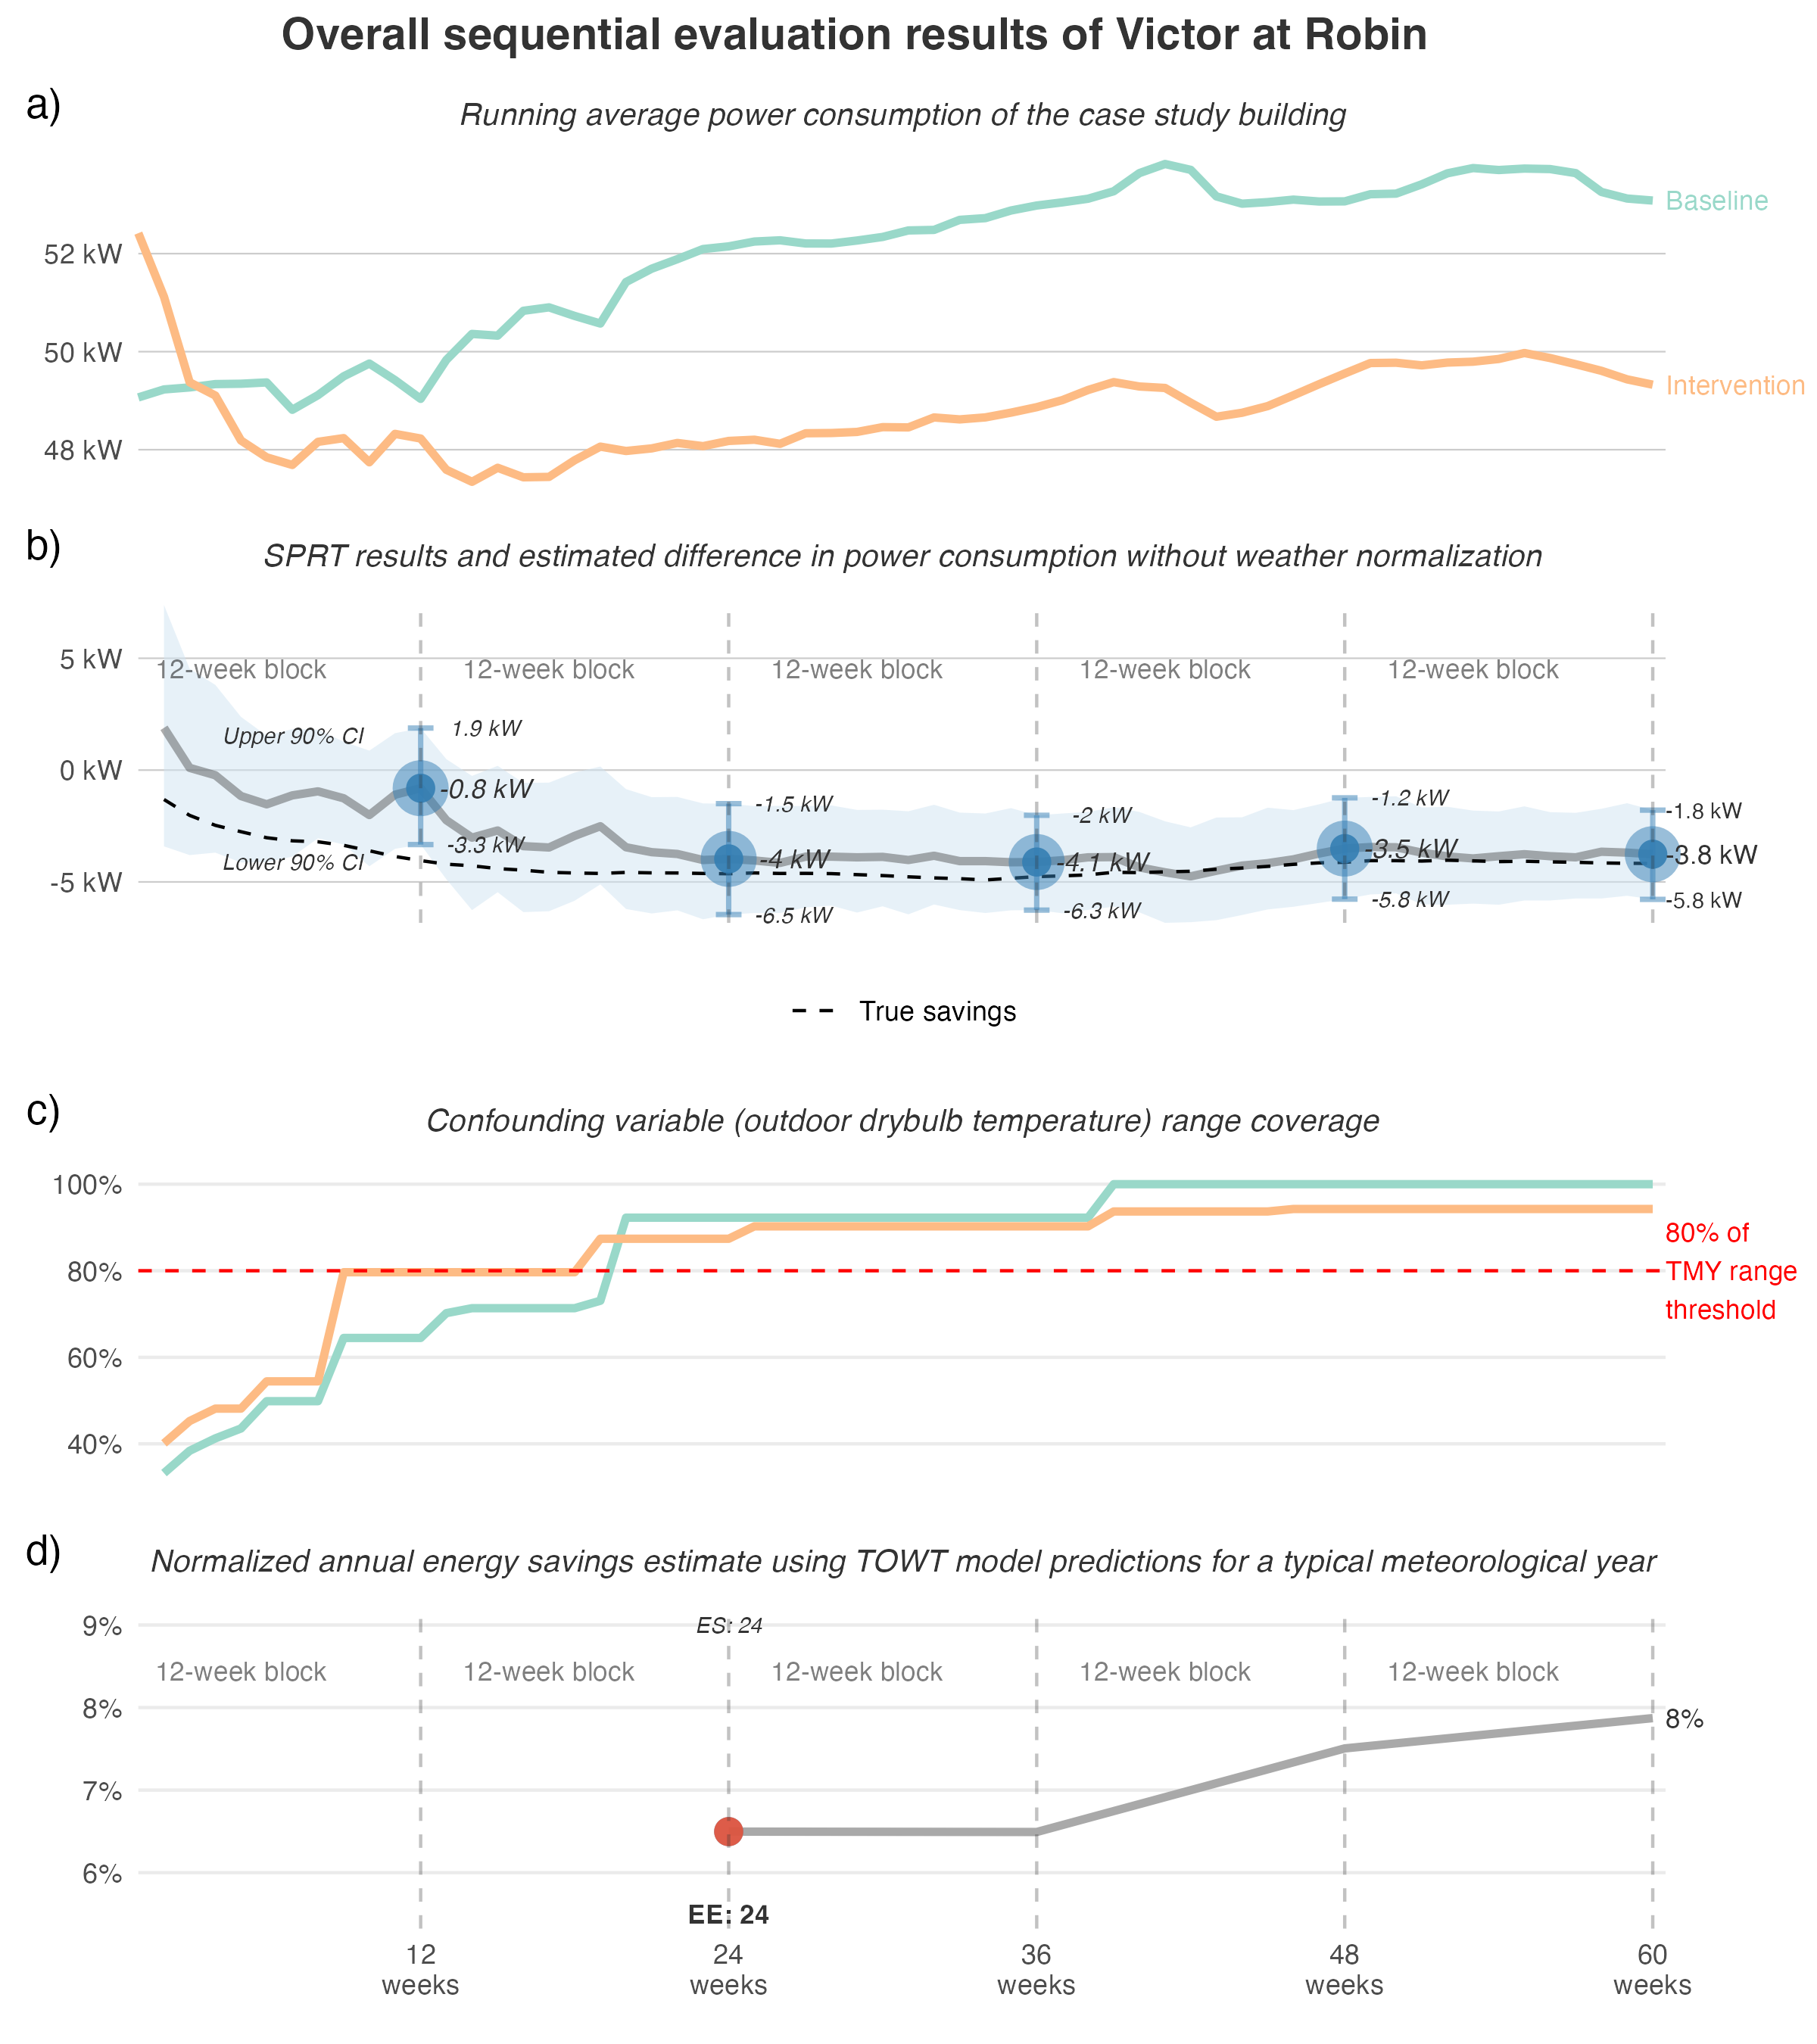 Overall sequential evaluation results of Victor at Robin
a)
Running average power consumption of the case study building
52 kW
50 kW
48 kW
Baseline
Intervention
b)
SPRT results and estimated difference in power consumption without weather normalization
5 kW
0 kW
-5 kW
12-week block
12-week block
12-week block
12-week block
12-week block
Upper 90% CI
Lower 90% CI
1.9 kW
-0.8 kW
-3.3 kW
-1.5 kW
-4 kW
-6.5 kW
-2 kW
-4.1 kW
-6.3 kW
-1.2 kW
-3.5 kW
-5.8 kW
-1.8 kW
-3.8 kW
-5.8 kW
True savings
c)
Confounding variable (outdoor drybulb temperature) range coverage
100%
80%
60%
40%
80% of
TMY range
threshold
d)
Normalized annual energy savings estimate using TOWT model predictions for a typical meteorological year
9%
8%
7%
6%
ES: 24
12-week block
12-week block
12-week block
12-week block
12-week block
8%
EE: 24
12
weeks
24
weeks
36
weeks
48
weeks
60
weeks